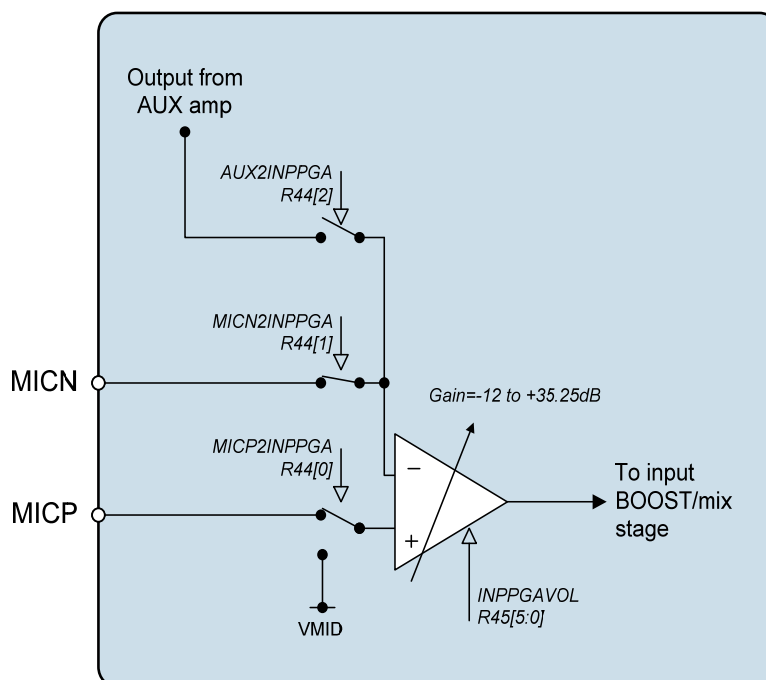 Output from
AUX amp
AUX2INPPGA
R44[2]
MICN2INPPGA
R44[1]
MICN
Gain=-12 to +35.25dB
MICP2INPPGA
R44[0]
MICP
−
+
To input
BOOST/mix
stage
VMID
INPPGAVOL
R45[5:0]